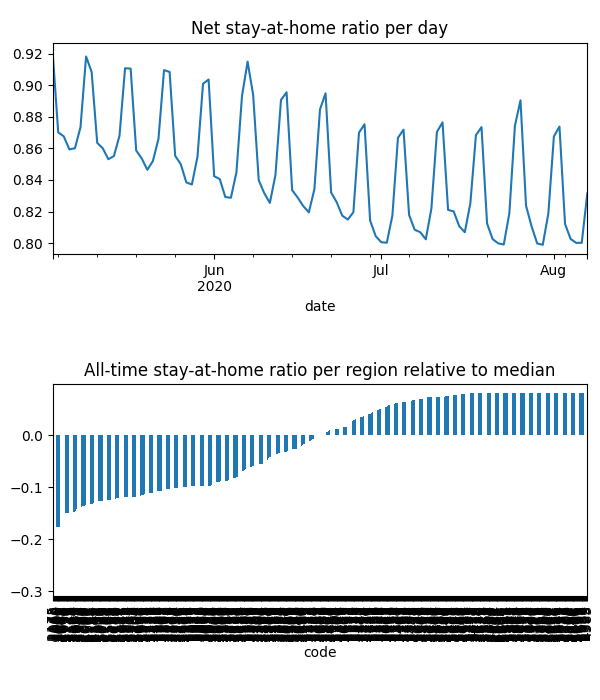 Net stay-at-home ratio per day
0.92
0.90
0.88
0.86
0.84
0.82
0.80
Jun
2020
Jul
Aug
date
All-time stay-at-home ratio per region relative to median
0.0
−0.1
−0.2
−0.3
code